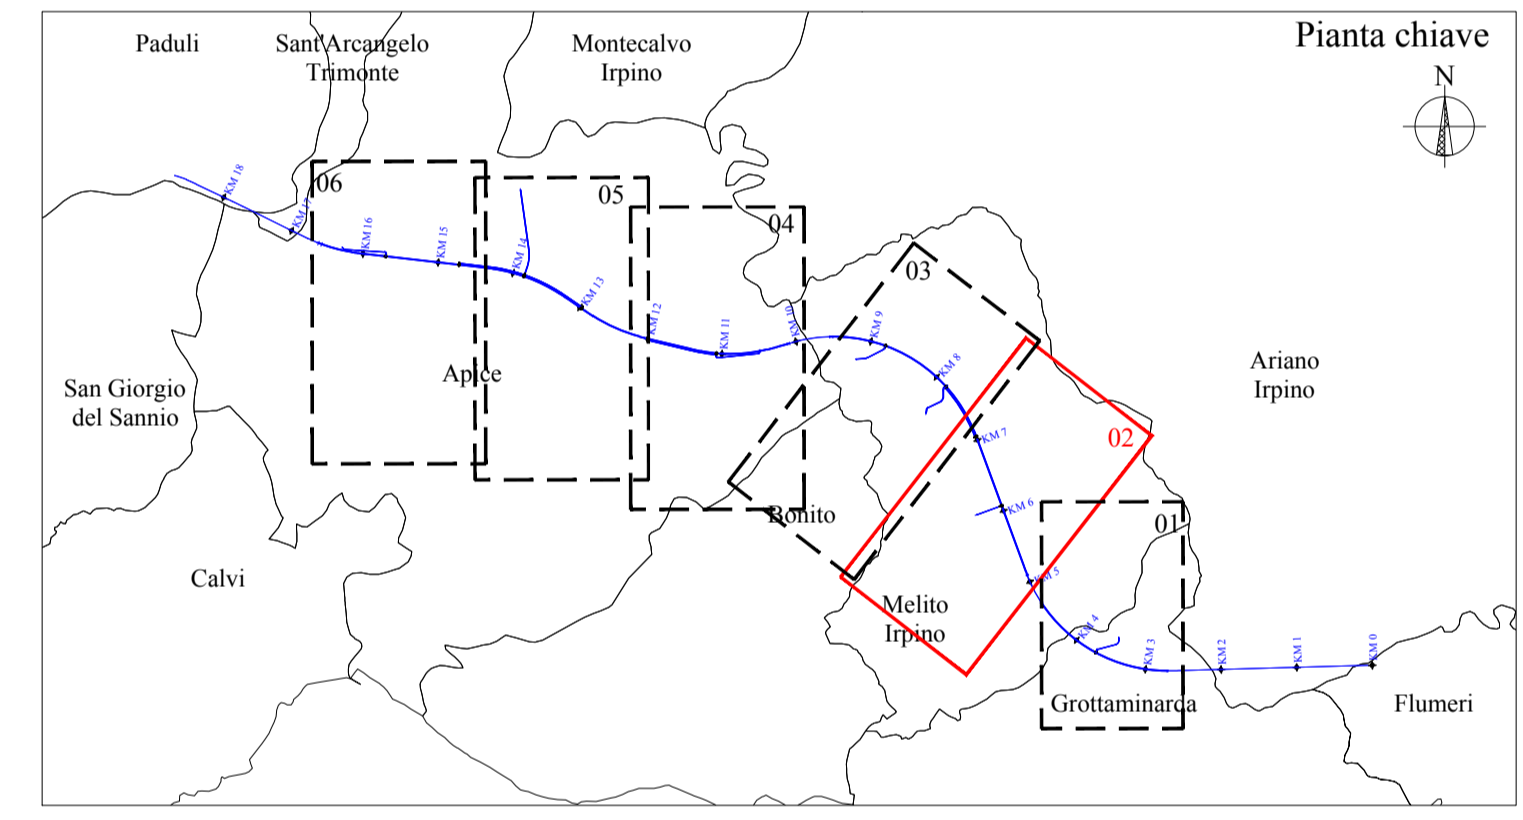 Pianta chiave
N
Paduli
Sant'Arcangelo
Trimonte
Montecalvo
Irpino
KM 18
KM 17
06
KM 16
KM 15
05
KM 14
KM 13
04
KM 12
KM 11
KM 10
03
KM 9
KM 8
Ariano
Irpino
San Giorgio
del Sannio
Apice
02
KM 7
KM 6
Bonito
01
KM 5
Calvi
Melito
Irpino
KM 4
KM 3
KM 2
KM 1
KM 0
Grottaminarda
Flumeri